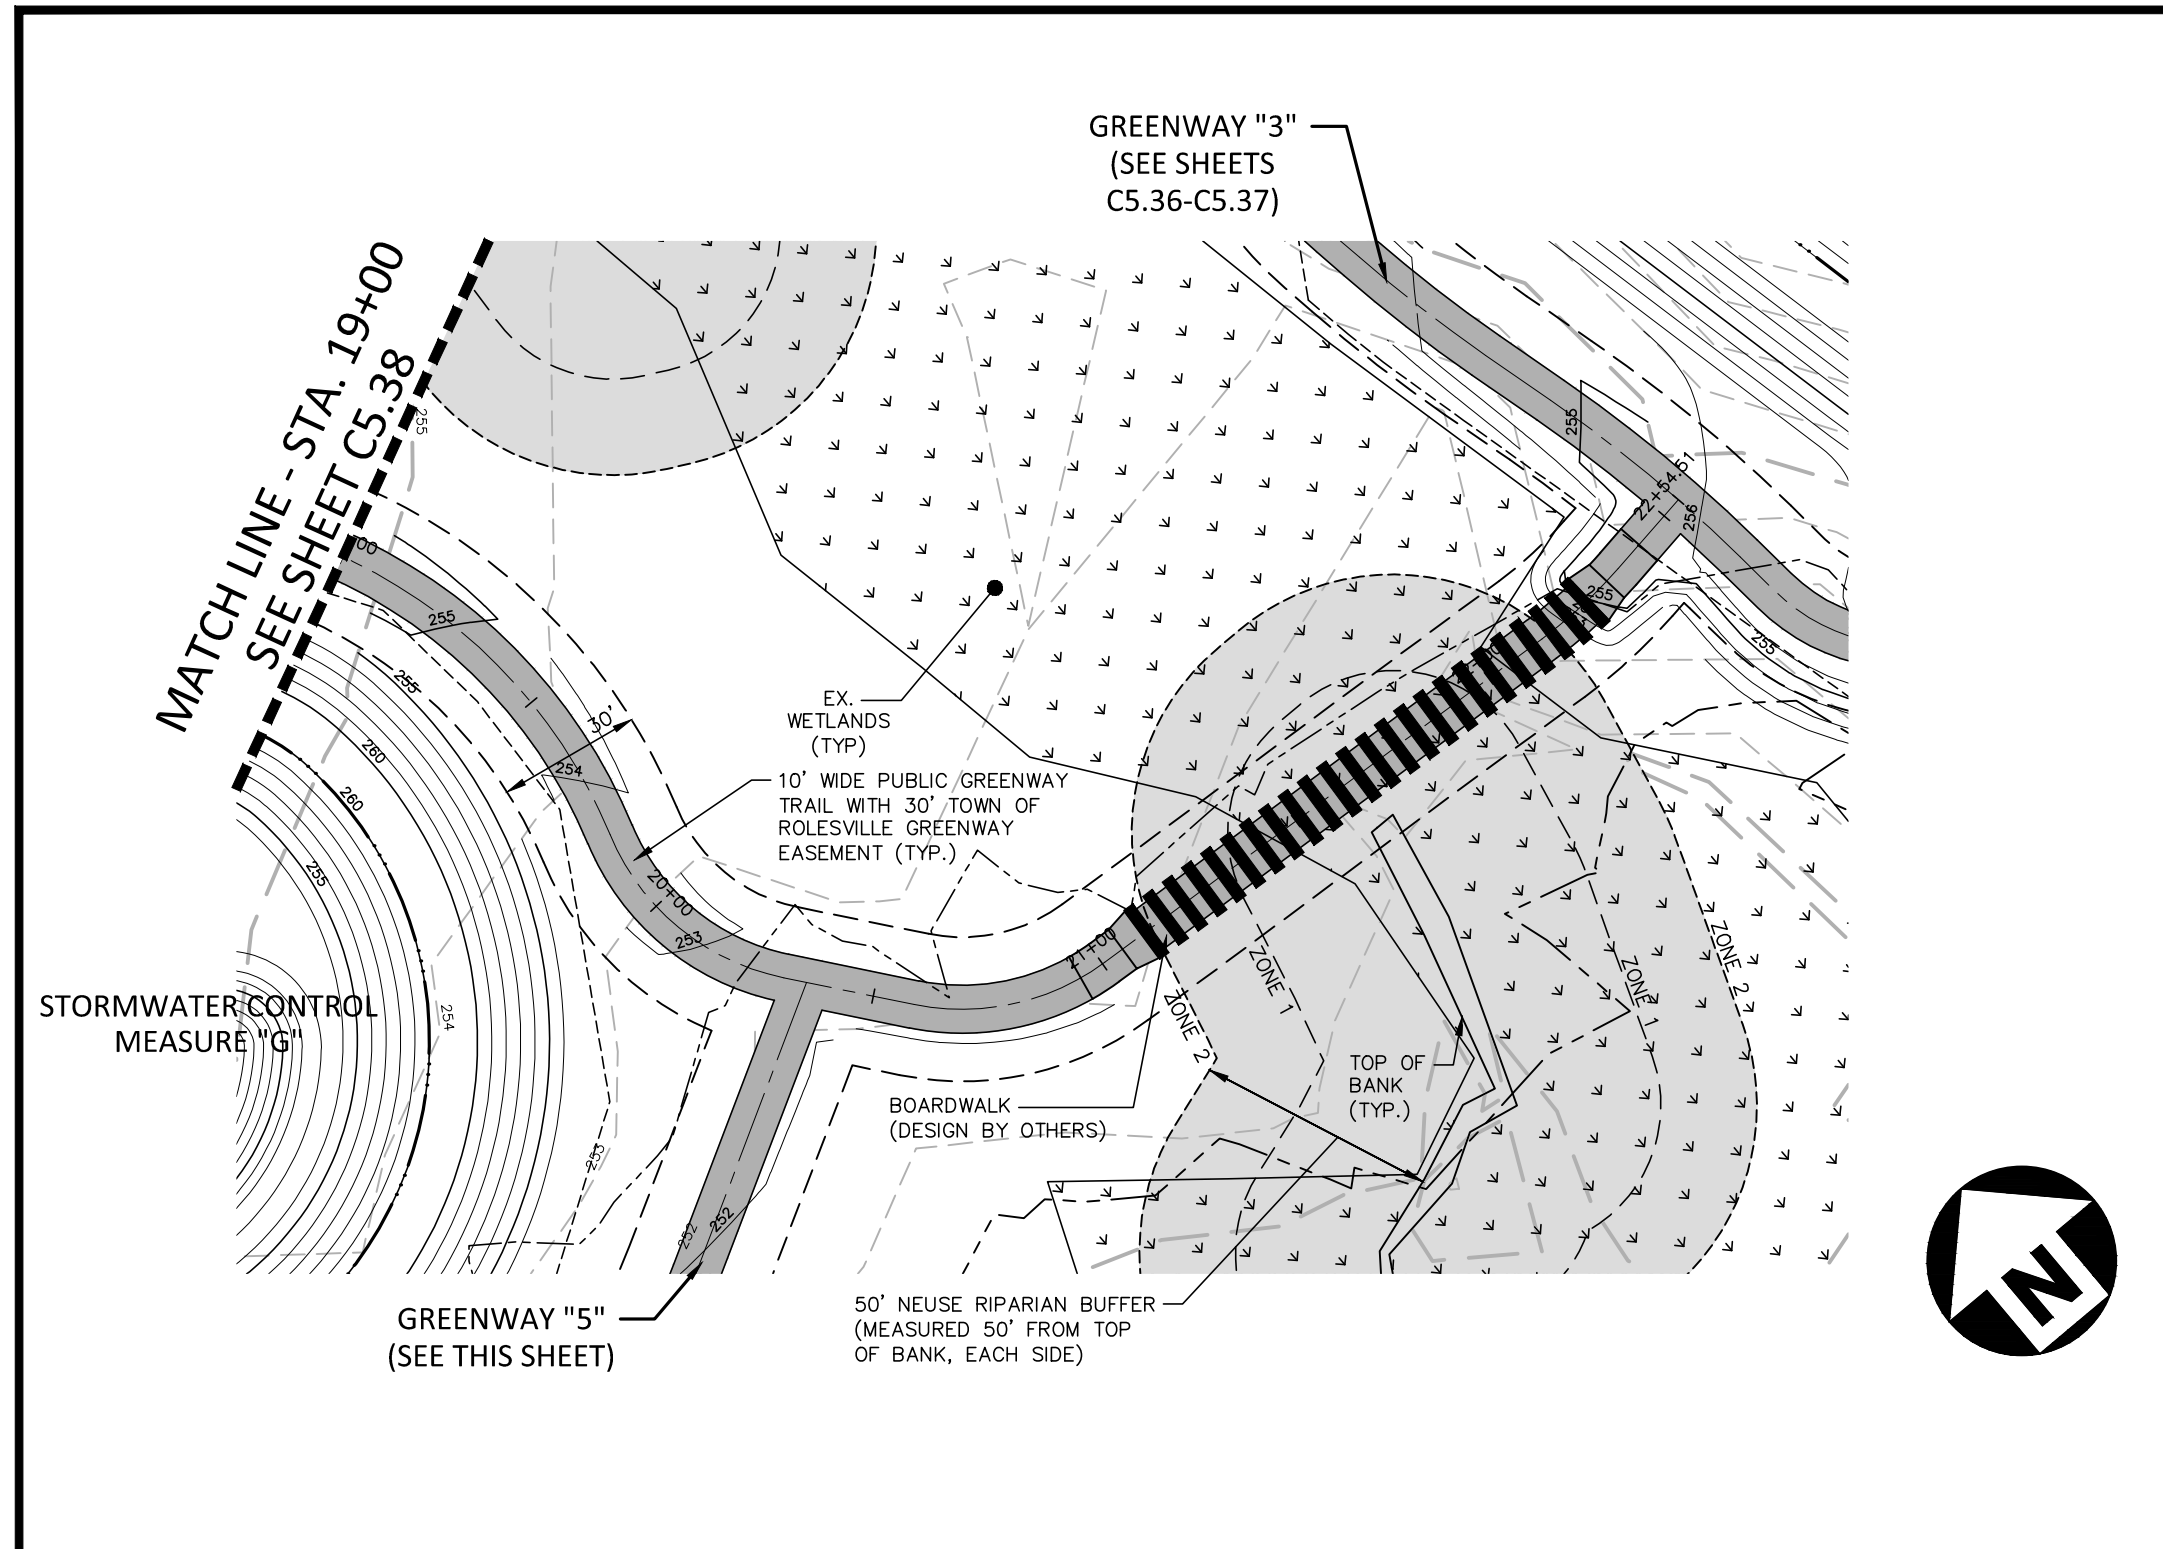 GREENWAY "3"
(SEE SHEETS
C5.36-C5.37)
MATCH LINE - STA. 19+00
SEE SHEET C5.38
255
255
22+54.51
256
00
255
255
255
255
30'
EX.
WETLANDS
(TYP)
260
254
10' WIDE PUBLIC GREENWAY
TRAIL WITH 30' TOWN OF
ROLESVILLE GREENWAY
EASEMENT (TYP.)
260
255
20+00
253
21+00
ZONE 2
ZONE 1
ZONE 1
ZONE 2
STORMWATER CONTROL
MEASURE "G"
254
TOP OF
BANK
(TYP.)
BOARDWALK
(DESIGN BY OTHERS)
253
252
252
N
GREENWAY "5"
(SEE THIS SHEET)
50' NEUSE RIPARIAN BUFFER
(MEASURED 50' FROM TOP
OF BANK, EACH SIDE)